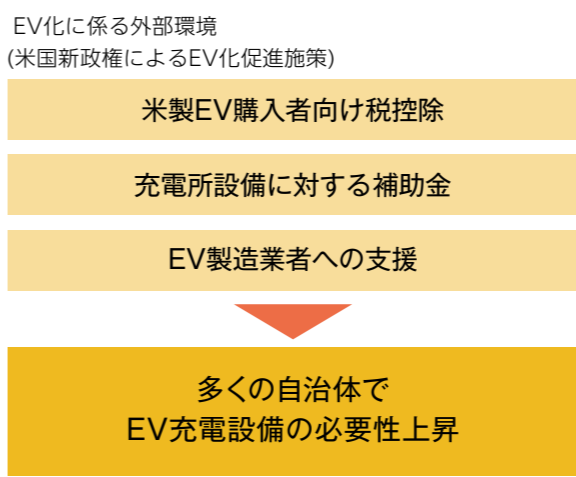 EV化に係る外部環境
(米国新政権によるEV化促進施策)
米製EV購入者向け税控除
充電所設備に対する補助金
EV製造業者への支援
多くの自治体で
EV充電設備の必要性上昇